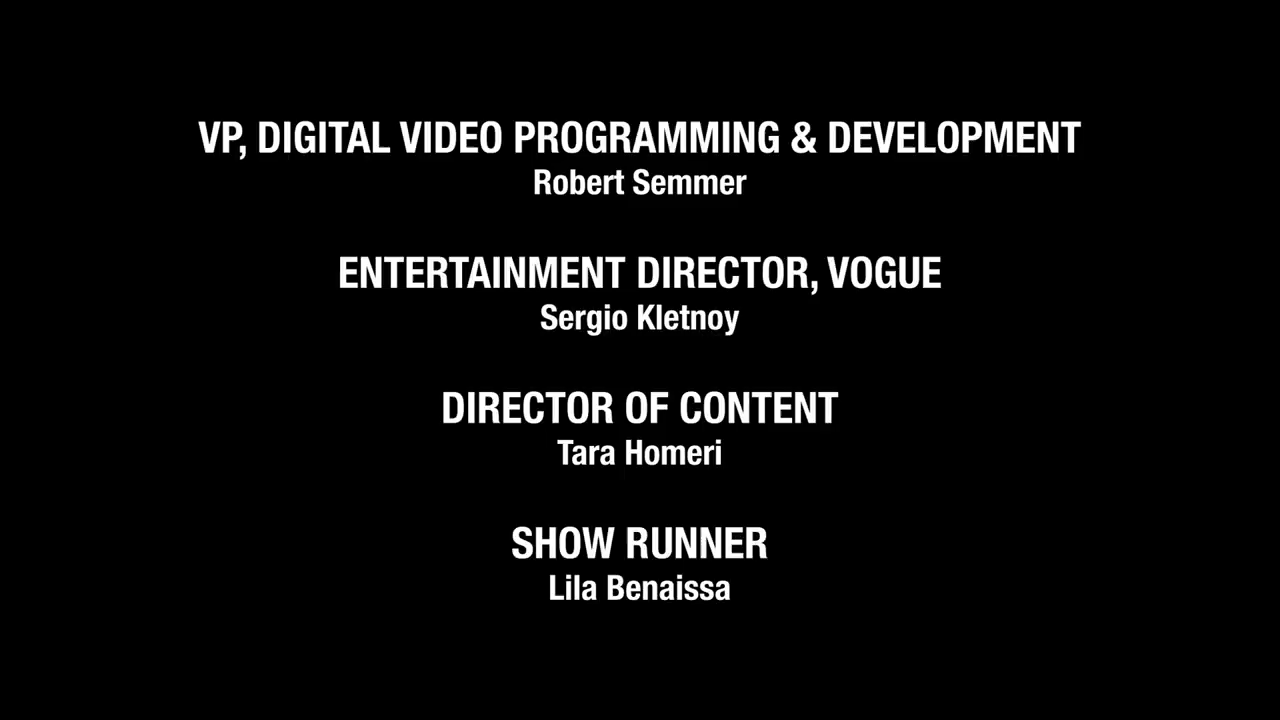 VP, DIGITAL VIDEO PROGRAMMING & DEVELOPMENT
Robert Semmer
ENTERTAINMENT DIRECTOR, VOGUE
Sergio Kletnoy
DIRECTOR OF CONTENT
Tara Homeri
SHOW RUNNER
Lila Benaissa